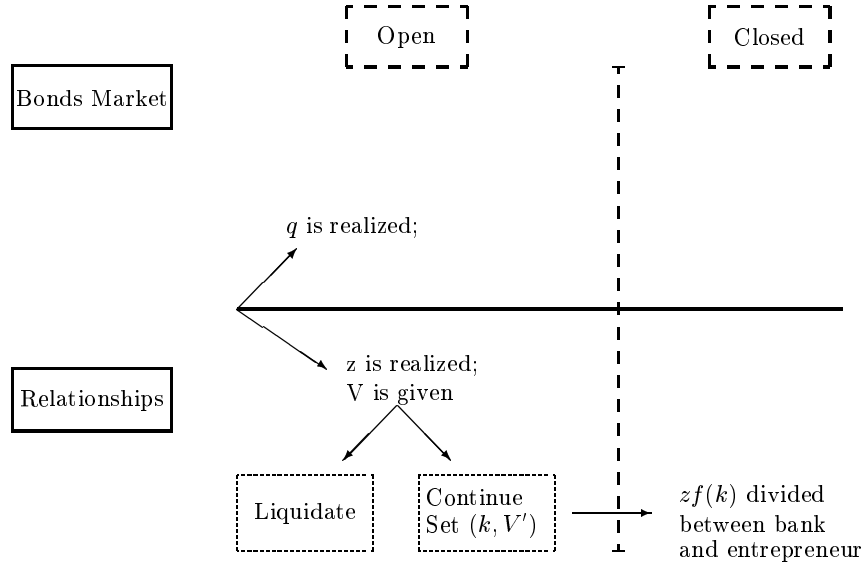 Open
Closed
Bonds Market
q is realized;
z is realized;
V is given
Relationships
Liquidate
Continue
Set (k, V′)
zf(k) divided
between bank
and entrepreneur